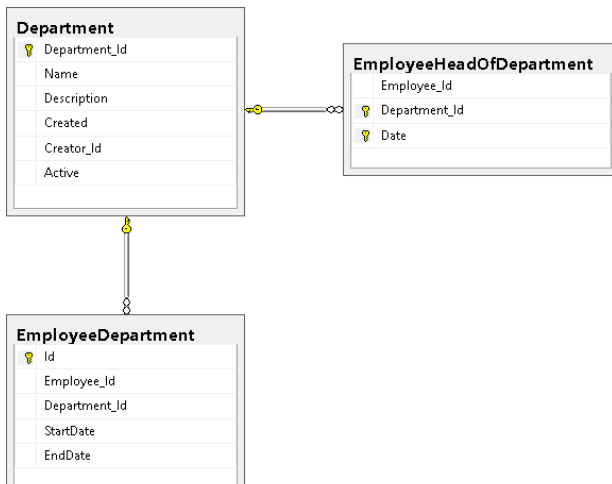 Department
Department_Id
Name
Description
Created
Creator_Id
Active
EmployeeHeadOfDepartment
Employee_Id
Department_Id
Date
EmployeeDepartment
Id
Employee_Id
Department_Id
StartDate
EndDate